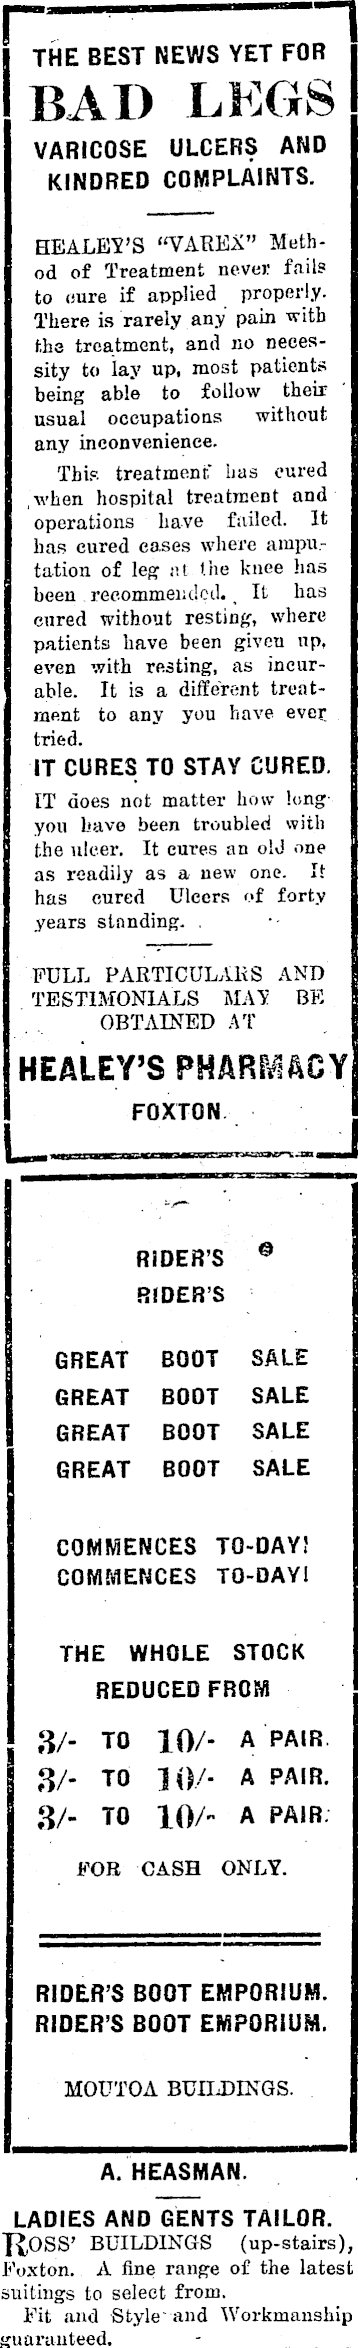 THE BEST NEWS YET FOR
BAD LEGS
VARICOSE ULCERS AND
KINDRED COMPLAINTS.
HEALEY'S "VAREX" Meth-
od of Treatment never fails
to cure if applied properly.
There is rarely any pain with
the treatment, and no neces-
sity to lay up, most patients
being able to follow their
usual occupations without
any inconvenience.
This treatment has cured
when hospital treatment and
operations have failed. It
has cured cases where ampu-
tation of leg at the knee has
been recommended. It has
cured without resting, where
patients have been given up,
even with resting, as incur-
able. It is a different treat-
ment to any you have ever
tried.
IT CURES TO STAY CURED.
IT does not matter how long
you have been troubled with
the ulcer. It cures an old one
as readily as a new one. It
has cured Ulcers of forty
years standing.
FULL PARTICULARS AND
TESTIMONIALS MAY BE
OBTAINED AT
HEALEY'S PHARMACY
FOXTON.
RIDER'S
RIDER'S
GREAT BOOT SALE
GREAT BOOT SALE
GREAT BOOT SALE
GREAT BOOT SALE
COMMENCES TO-DAY!
COMMENCES TO-DAY!
THE WHOLE STOCK
REDUCED FROM
3/- TO 10/- A PAIR.
3/- TO 10/- A PAIR.
3/- TO 10/- A PAIR.
FOR CASH ONLY.
RIDER'S BOOT EMPORIUM.
RIDER'S BOOT EMPORIUM.
MOUTOA BUILDINGS.
A. HEASMAN.
LADIES AND GENTS TAILOR.
ROSS' BUILDINGS (up-stairs),
Foxton. A fine range of the latest
suitings to select from.
Fit and Style and Workmanship
guaranteed.